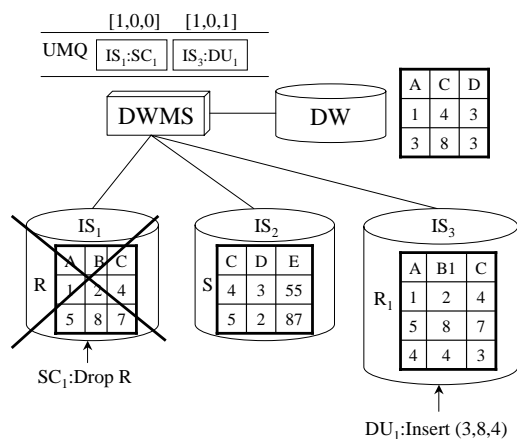 [1,0,0] [1,0,1]
UMQ IS1:SC1 IS3:DU1
DWMS
DW
A C D
1 4 3
3 8 3
IS1
R
A B C
1 2 4
5 8 7
SC1:Drop R
IS2
S
C D E
4 3 55
5 2 87
IS3
R1
A B1 C
1 2 4
5 8 7
4 4 3
DU1:Insert (3,8,4)